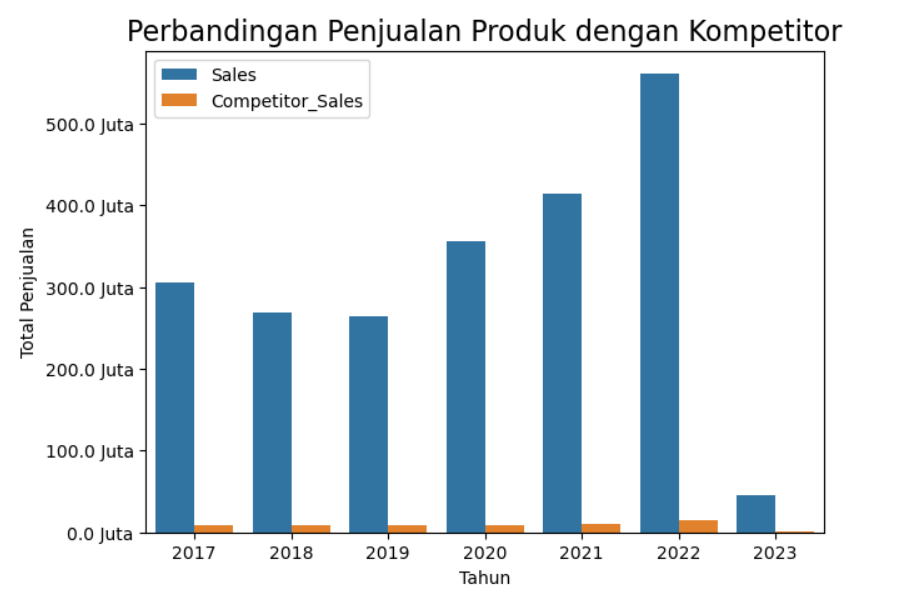 Perbandingan Penjualan Produk dengan Kompetitor
Sales
Competitor_Sales
500.0 Juta
400.0 Juta
300.0 Juta
200.0 Juta
100.0 Juta
0.0 Juta
Total Penjualan
2017 2018 2019 2020 2021 2022 2023
Tahun